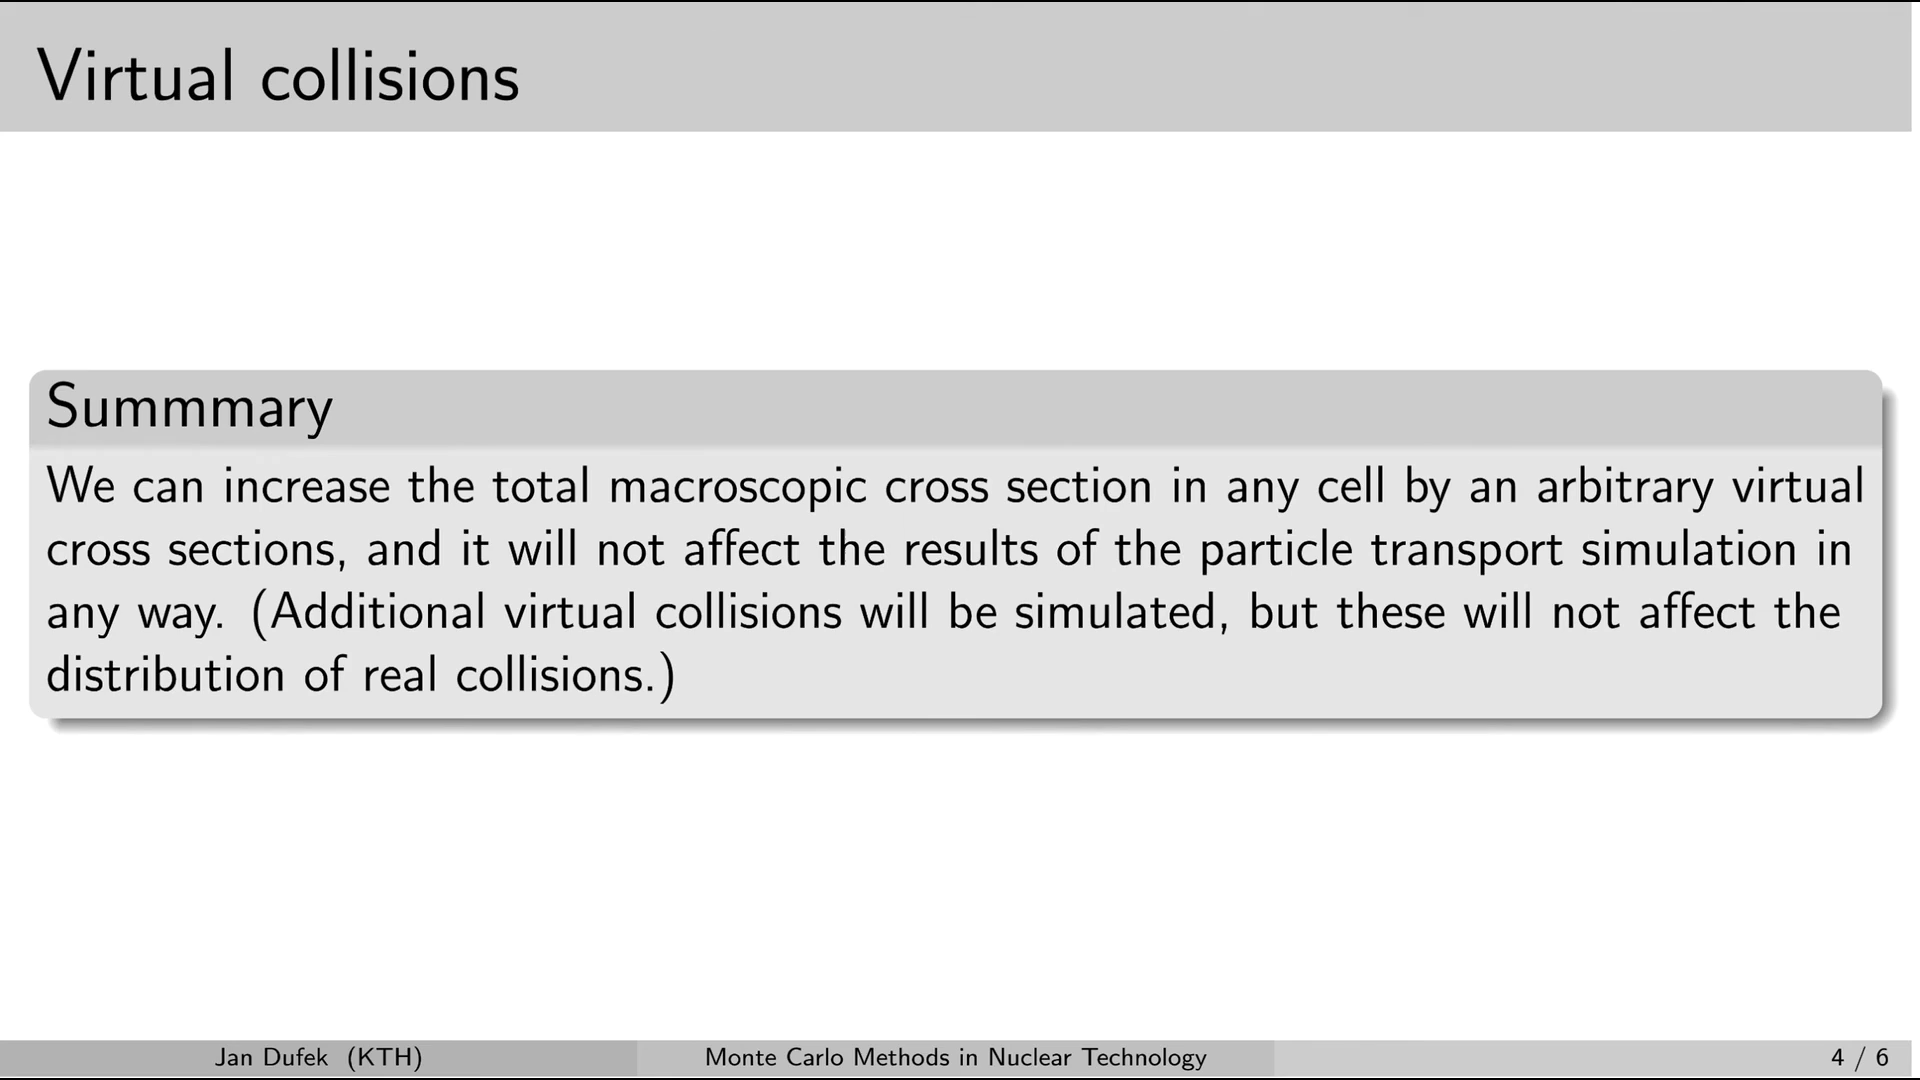 Virtual collisions
Summmary
We can increase the total macroscopic cross section in any cell by an arbitrary virtual
cross sections, and it will not affect the results of the particle transport simulation in
any way. (Additional virtual collisions will be simulated, but these will not affect the
distribution of real collisions.)
Jan Dufek (KTH)
Monte Carlo Methods in Nuclear Technology
4 / 6